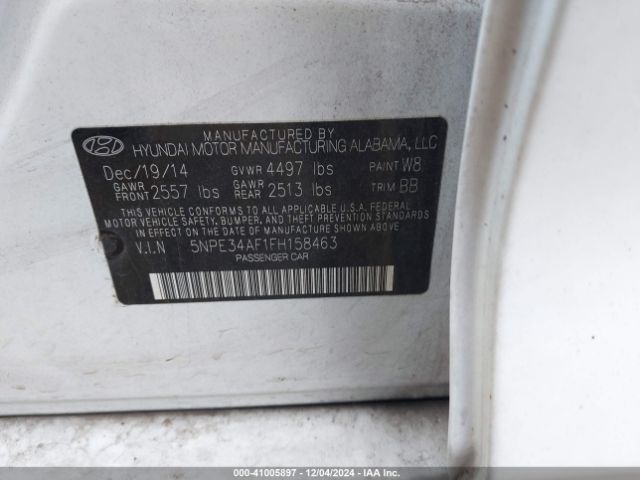 MANUFACTURED BY
HYUNDAI MOTOR MANUFACTURING ALABAMA, LLC
Dec/19/14 GVWR 4497 lbs PAINT W8
GAWR FRONT 2557 lbs GAWR REAR 2513 lbs TRIM BB
THIS VEHICLE CONFORMS TO ALL APPLICABLE U.S.A. FEDERAL
MOTOR VEHICLE SAFETY, BUMPER, AND THEFT PREVENTION STANDARDS
IN EFFECT ON THE DATE OF MANUFACTURE SHOWN ABOVE.
V.I.N 5NPE34AF1FH158463
PASSENGER CAR
000-41005897 - 12/04/2024 - IAA Inc.